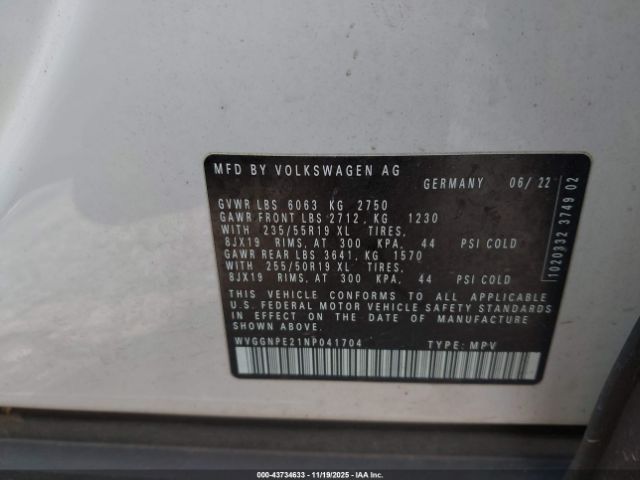 MFD BY VOLKSWAGEN AG
GERMANY 06/ 22
GVWR LBS 6063 KG 2750
GAWR FRONT LBS 2712, KG 1230
WITH 235/55R19 XL TIRES,
8JX19 RIMS, AT 300 KPA, 44 PSI COLD
GAWR REAR LBS 3641, KG 1570
WITH 255/50R19 XL TIRES,
8JX19 RIMS, AT 300 KPA, 44 PSI COLD
THIS VEHICLE CONFORMS TO ALL APPLICABLE
U.S. FEDERAL MOTOR VEHICLE SAFETY STANDARDS
IN EFFECT ON THE DATE OF MANUFACTURE
SHOWN ABOVE.
WVGGNPE21NP041704 TYPE: MPV
1020332 3749 02
000-43734633 - 11/19/2025 - IAA Inc.